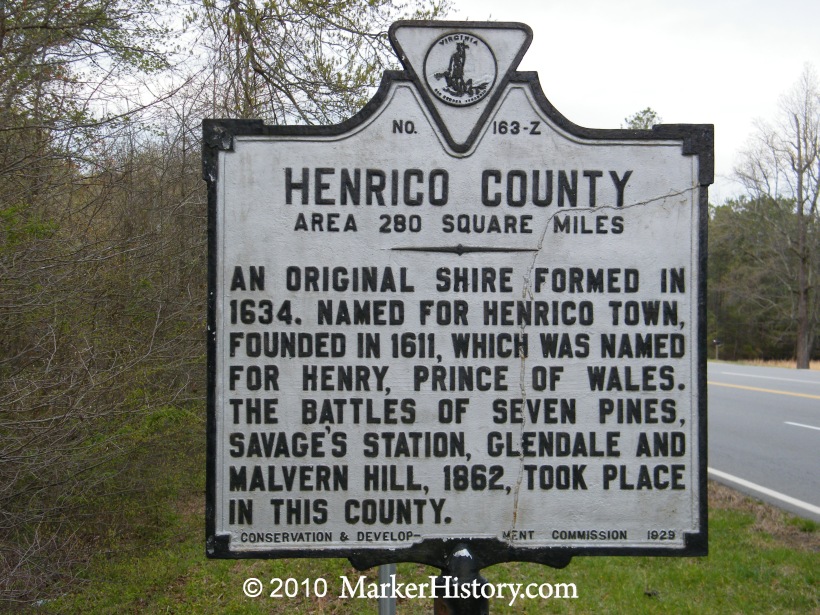 VIRGINIA
NO. 163-Z
HENRICO COUNTY
AREA 280 SQUARE MILES
AN ORIGINAL SHIRE FORMED IN
1634. NAMED FOR HENRICO TOWN,
FOUNDED IN 1611, WHICH WAS NAMED
FOR HENRY, PRINCE OF WALES.
THE BATTLES OF SEVEN PINES,
SAVAGE'S STATION, GLENDALE AND
MALVERN HILL, 1862, TOOK PLACE
IN THIS COUNTY.
CONSERVATION & DEVELOP- MENT COMMISSION 1929
© 2010 MarkerHistory.com